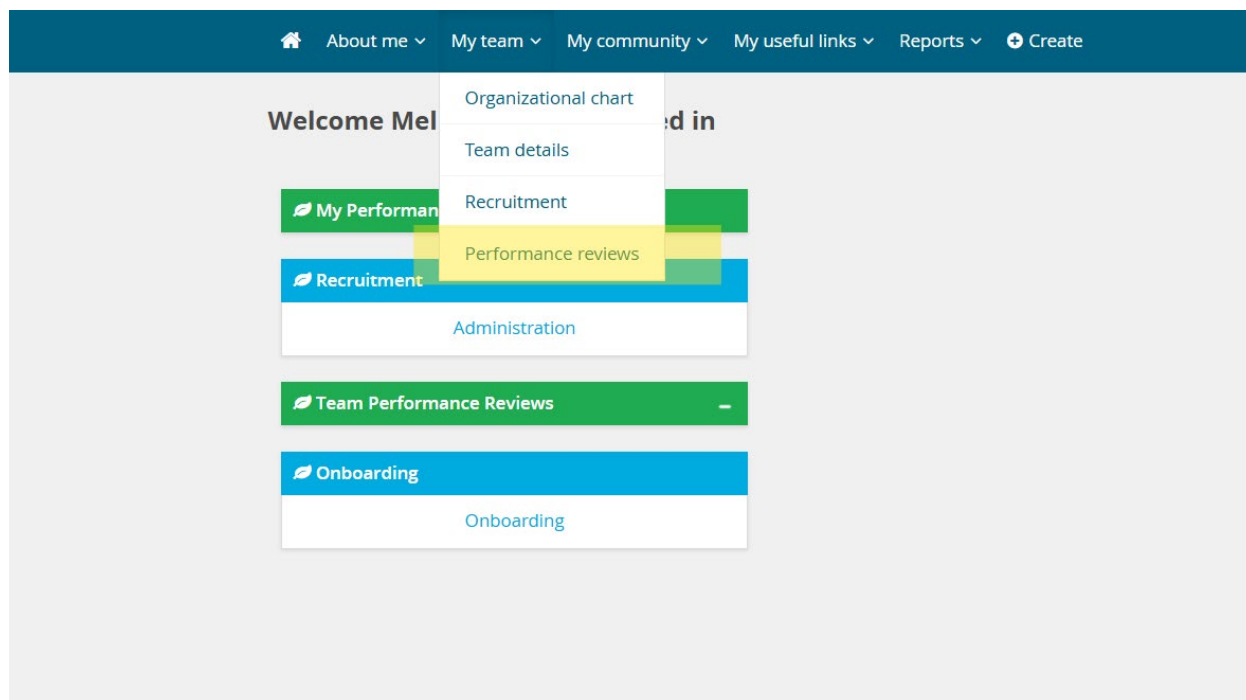 About me My team My community My useful links Reports Create
Organizational chart
Welcome Mel ed in
Team details
Recruitment
My Performan
Performance reviews
Recruitment
Administration
Team Performance Reviews
Onboarding
Onboarding